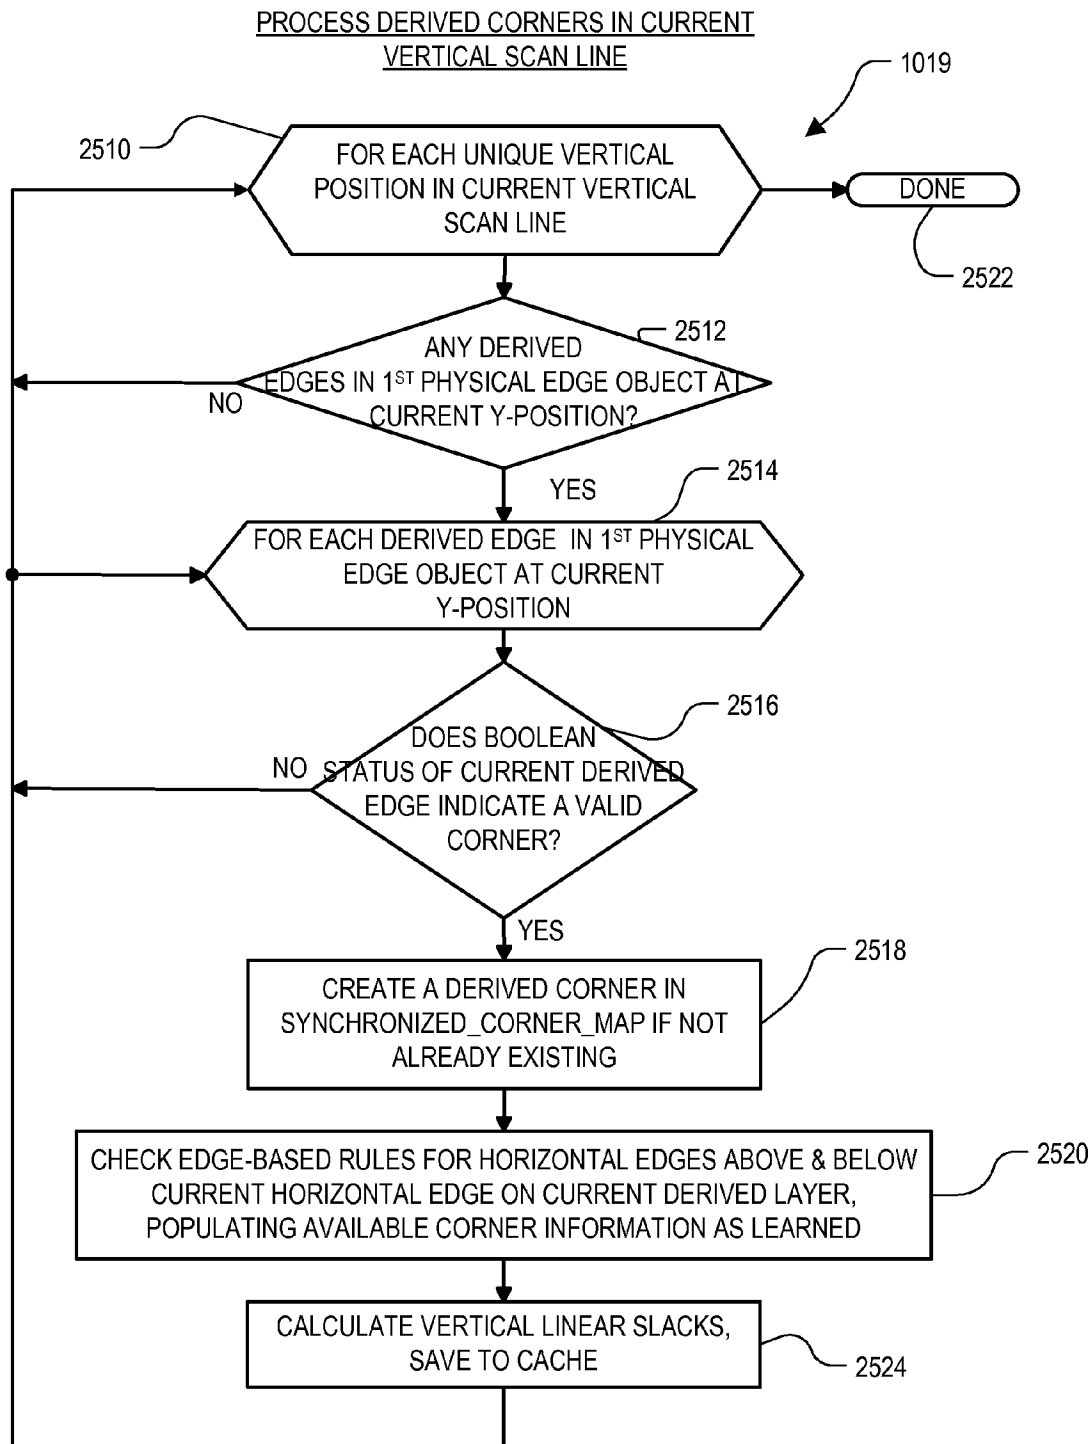 PROCESS DERIVED CORNERS IN CURRENT
VERTICAL SCAN LINE
1019
2510
FOR EACH UNIQUE VERTICAL
POSITION IN CURRENT VERTICAL
SCAN LINE
DONE
2522
2512
ANY DERIVED
EDGES IN 1ST PHYSICAL EDGE OBJECT AT
CURRENT Y-POSITION?
NO
YES
2514
FOR EACH DERIVED EDGE IN 1ST PHYSICAL
EDGE OBJECT AT CURRENT
Y-POSITION
2516
DOES BOOLEAN
STATUS OF CURRENT DERIVED
EDGE INDICATE A VALID
CORNER?
NO
YES
2518
CREATE A DERIVED CORNER IN
SYNCHRONIZED_CORNER_MAP IF NOT
ALREADY EXISTING
2520
CHECK EDGE-BASED RULES FOR HORIZONTAL EDGES ABOVE & BELOW
CURRENT HORIZONTAL EDGE ON CURRENT DERIVED LAYER,
POPULATING AVAILABLE CORNER INFORMATION AS LEARNED
CALCULATE VERTICAL LINEAR SLACKS,
SAVE TO CACHE
2524